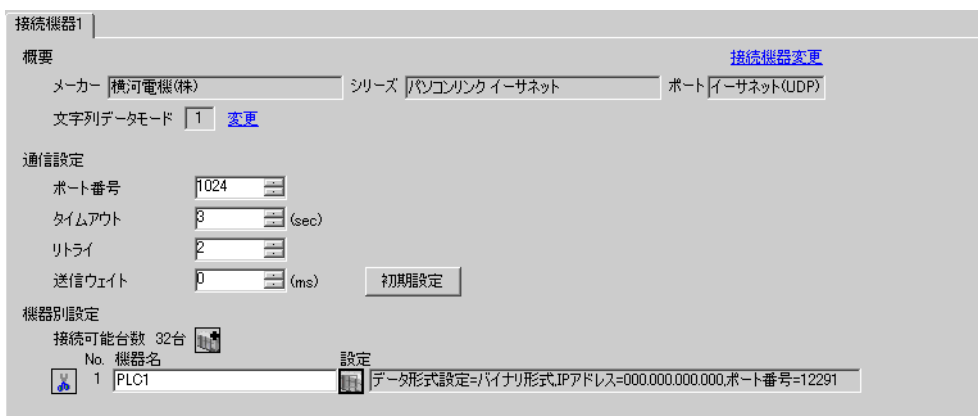 接続機器1
概要
接続機器変更
メーカー 横河電機(株) シリーズ パソコンリンク イーサネット ポート イーサネット(UDP)
文字列データモード 1 変更
通信設定
ポート番号 1024
タイムアウト 3 (sec)
リトライ 2
送信ウェイト 0 (ms) 初期設定
機器別設定
接続可能台数 32台
No. 機器名 設定
1 PLC1 データ形式設定=バイナリ形式,IPアドレス=000.000.000.000,ポート番号=12291